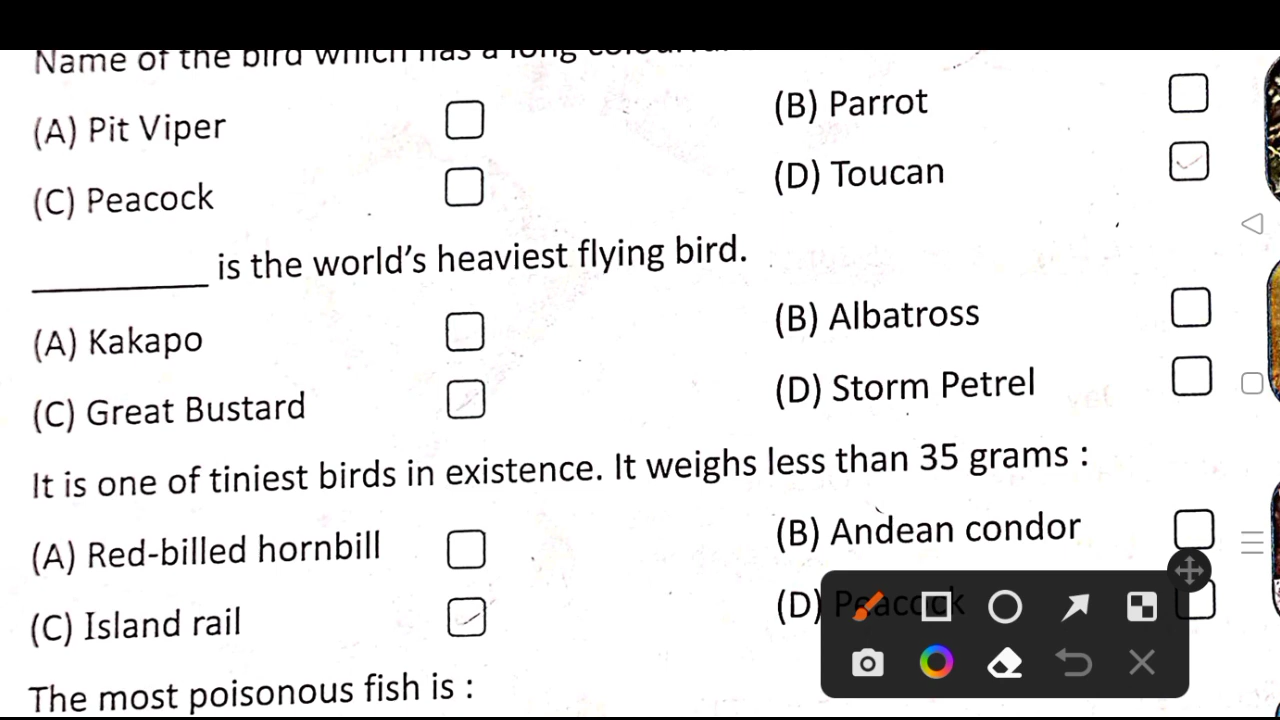 Name of the bird which has a long
(A) Pit Viper
(B) Parrot
(C) Peacock
(D) Toucan
is the world's heaviest flying bird.
(A) Kakapo
(B) Albatross
(C) Great Bustard
(D) Storm Petrel
It is one of tiniest birds in existence. It weighs less than 35 grams :
(A) Red-billed hornbill
(B) Andean condor
(C) Island rail
(D) Peacock
The most poisonous fish is :